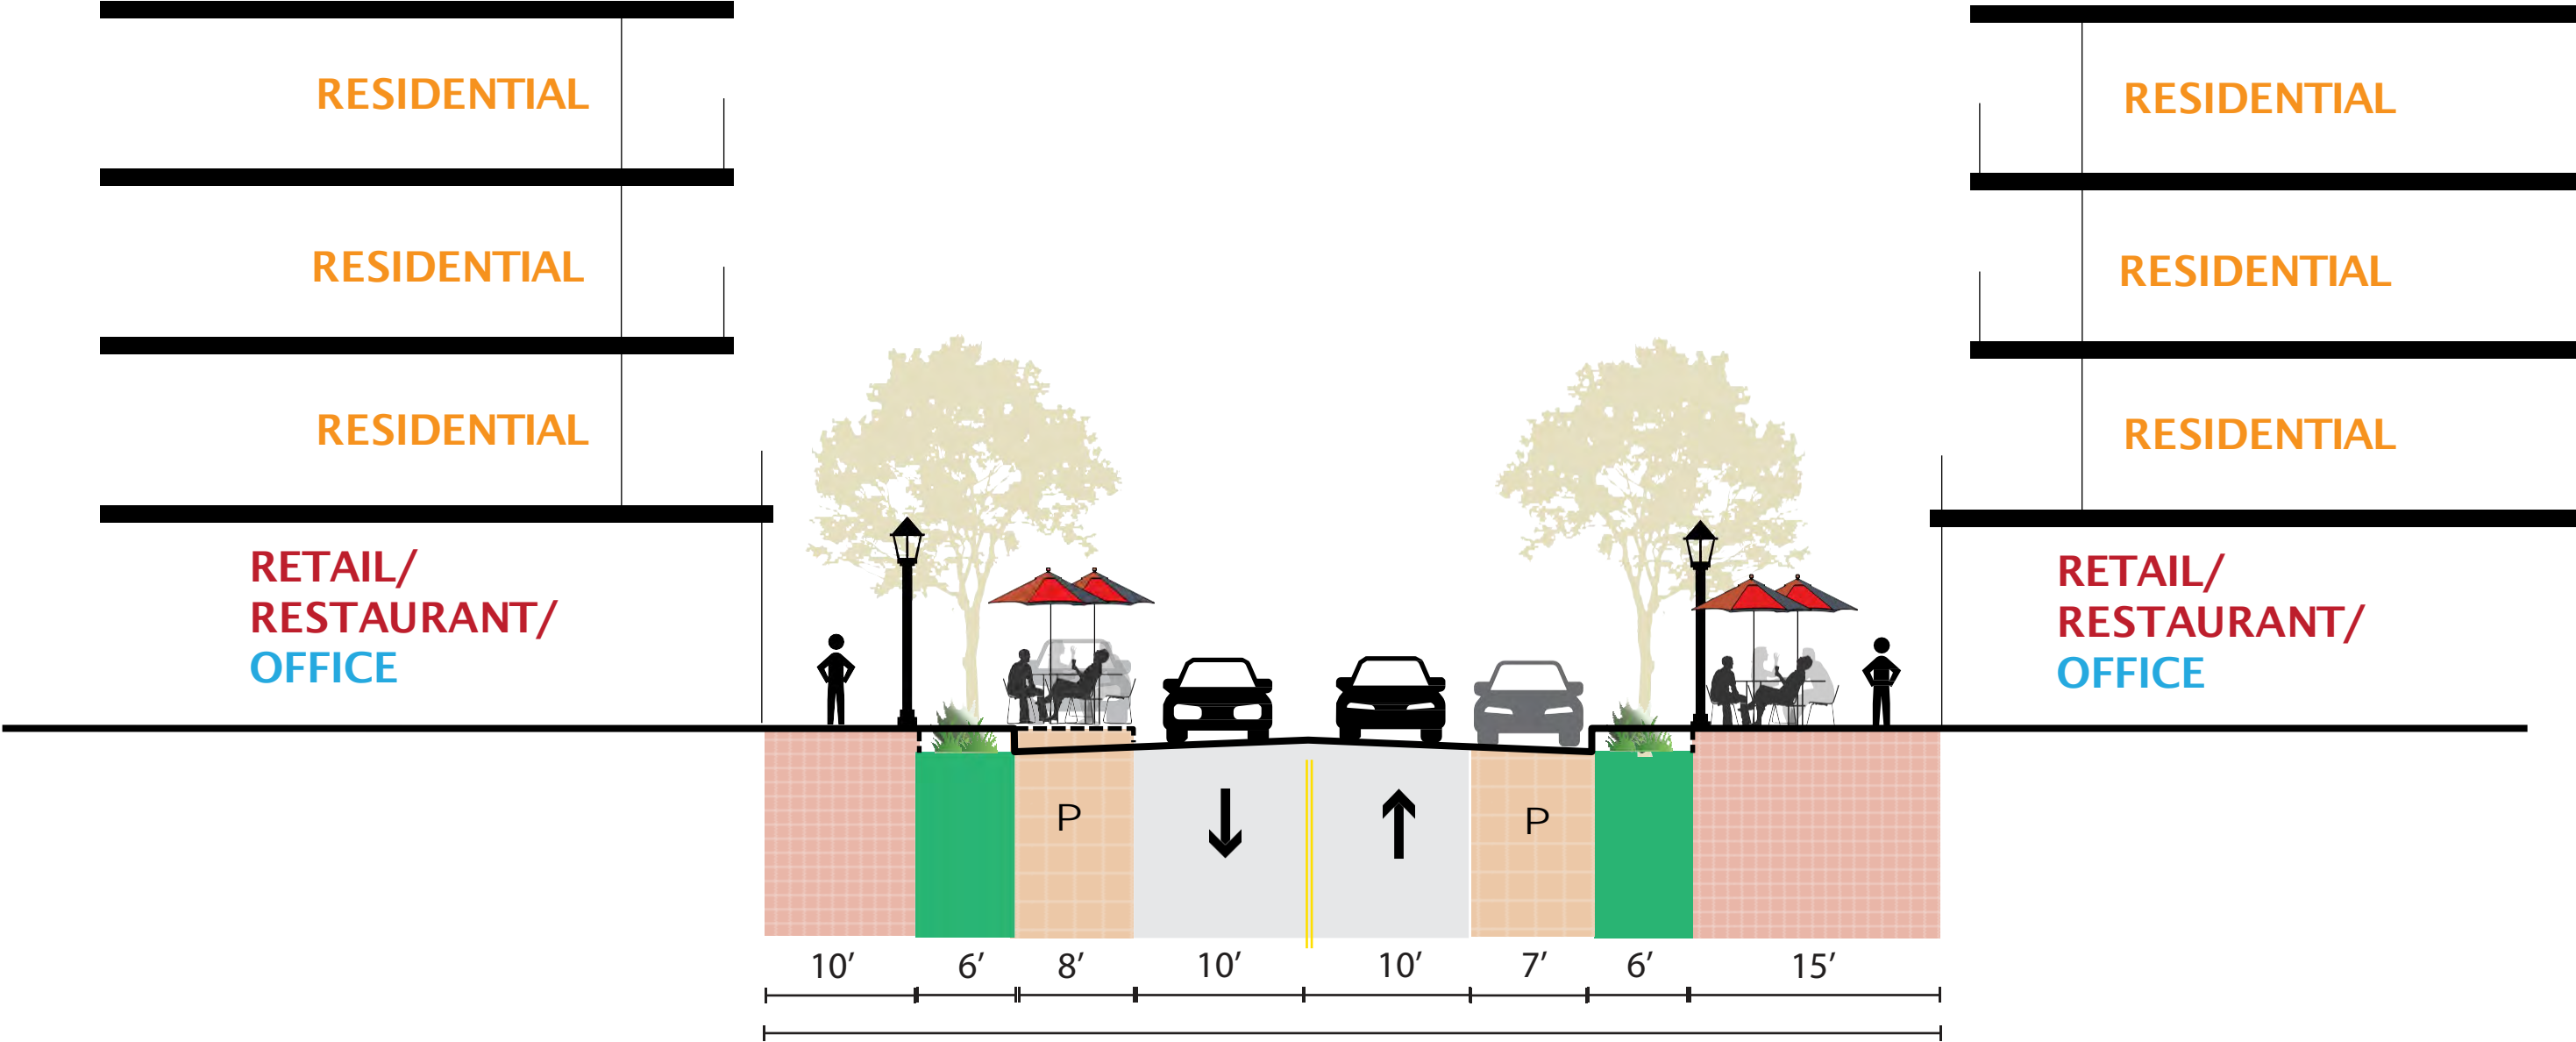 RESIDENTIAL
RESIDENTIAL
RESIDENTIAL
RESIDENTIAL
RESIDENTIAL
RESIDENTIAL
RETAIL/
RESTAURANT/
OFFICE
RETAIL/
RESTAURANT/
OFFICE
P
P
10’ 6’ 8’ 10’ 10’ 7’ 6’ 15’